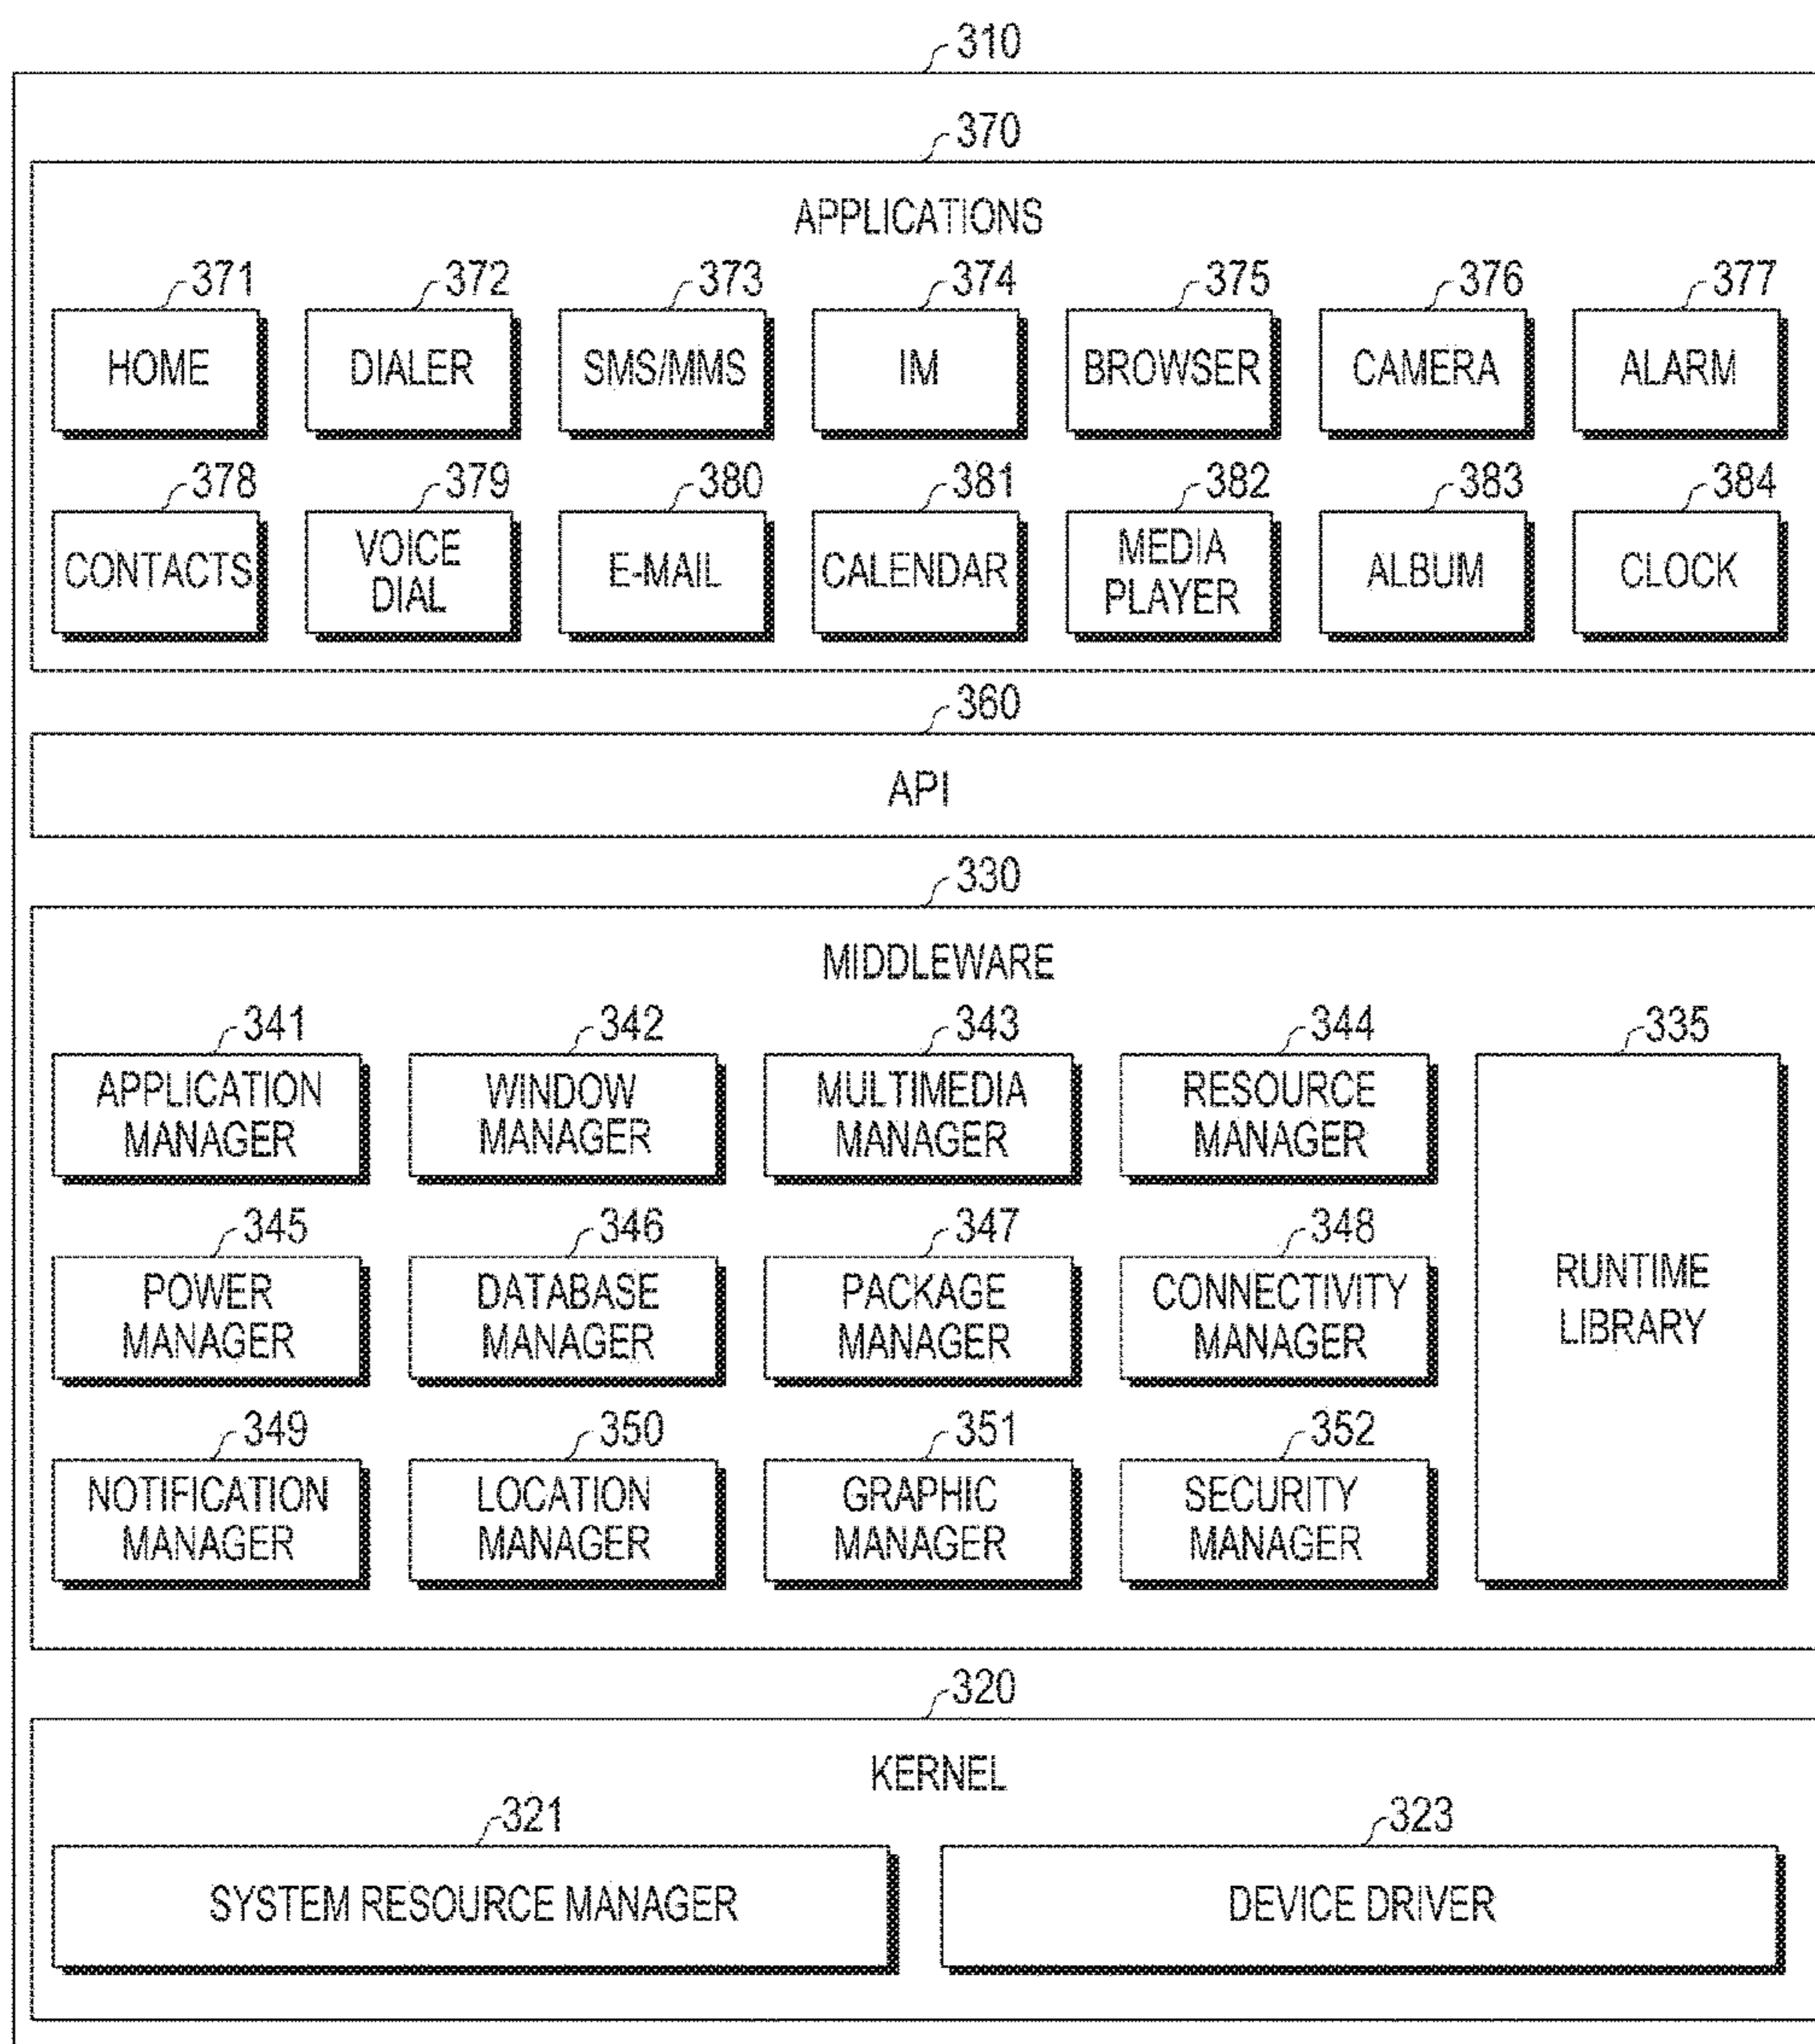 310
370
APPLICATIONS
371 372 373 374 375 376 377
HOME DIALER SMS/MMS IM BROWSER CAMERA ALARM
378 379 380 381 382 383 384
CONTACTS VOICE DIAL E-MAIL CALENDAR MEDIA PLAYER ALBUM CLOCK
360
API
330
MIDDLEWARE
341 342 343 344 335
APPLICATION MANAGER WINDOW MANAGER MULTIMEDIA MANAGER RESOURCE MANAGER
345 346 347 348
POWER MANAGER DATABASE MANAGER PACKAGE MANAGER CONNECTIVITY MANAGER RUNTIME LIBRARY
349 350 351 352
NOTIFICATION MANAGER LOCATION MANAGER GRAPHIC MANAGER SECURITY MANAGER
320
KERNEL
321 323
SYSTEM RESOURCE MANAGER DEVICE DRIVER